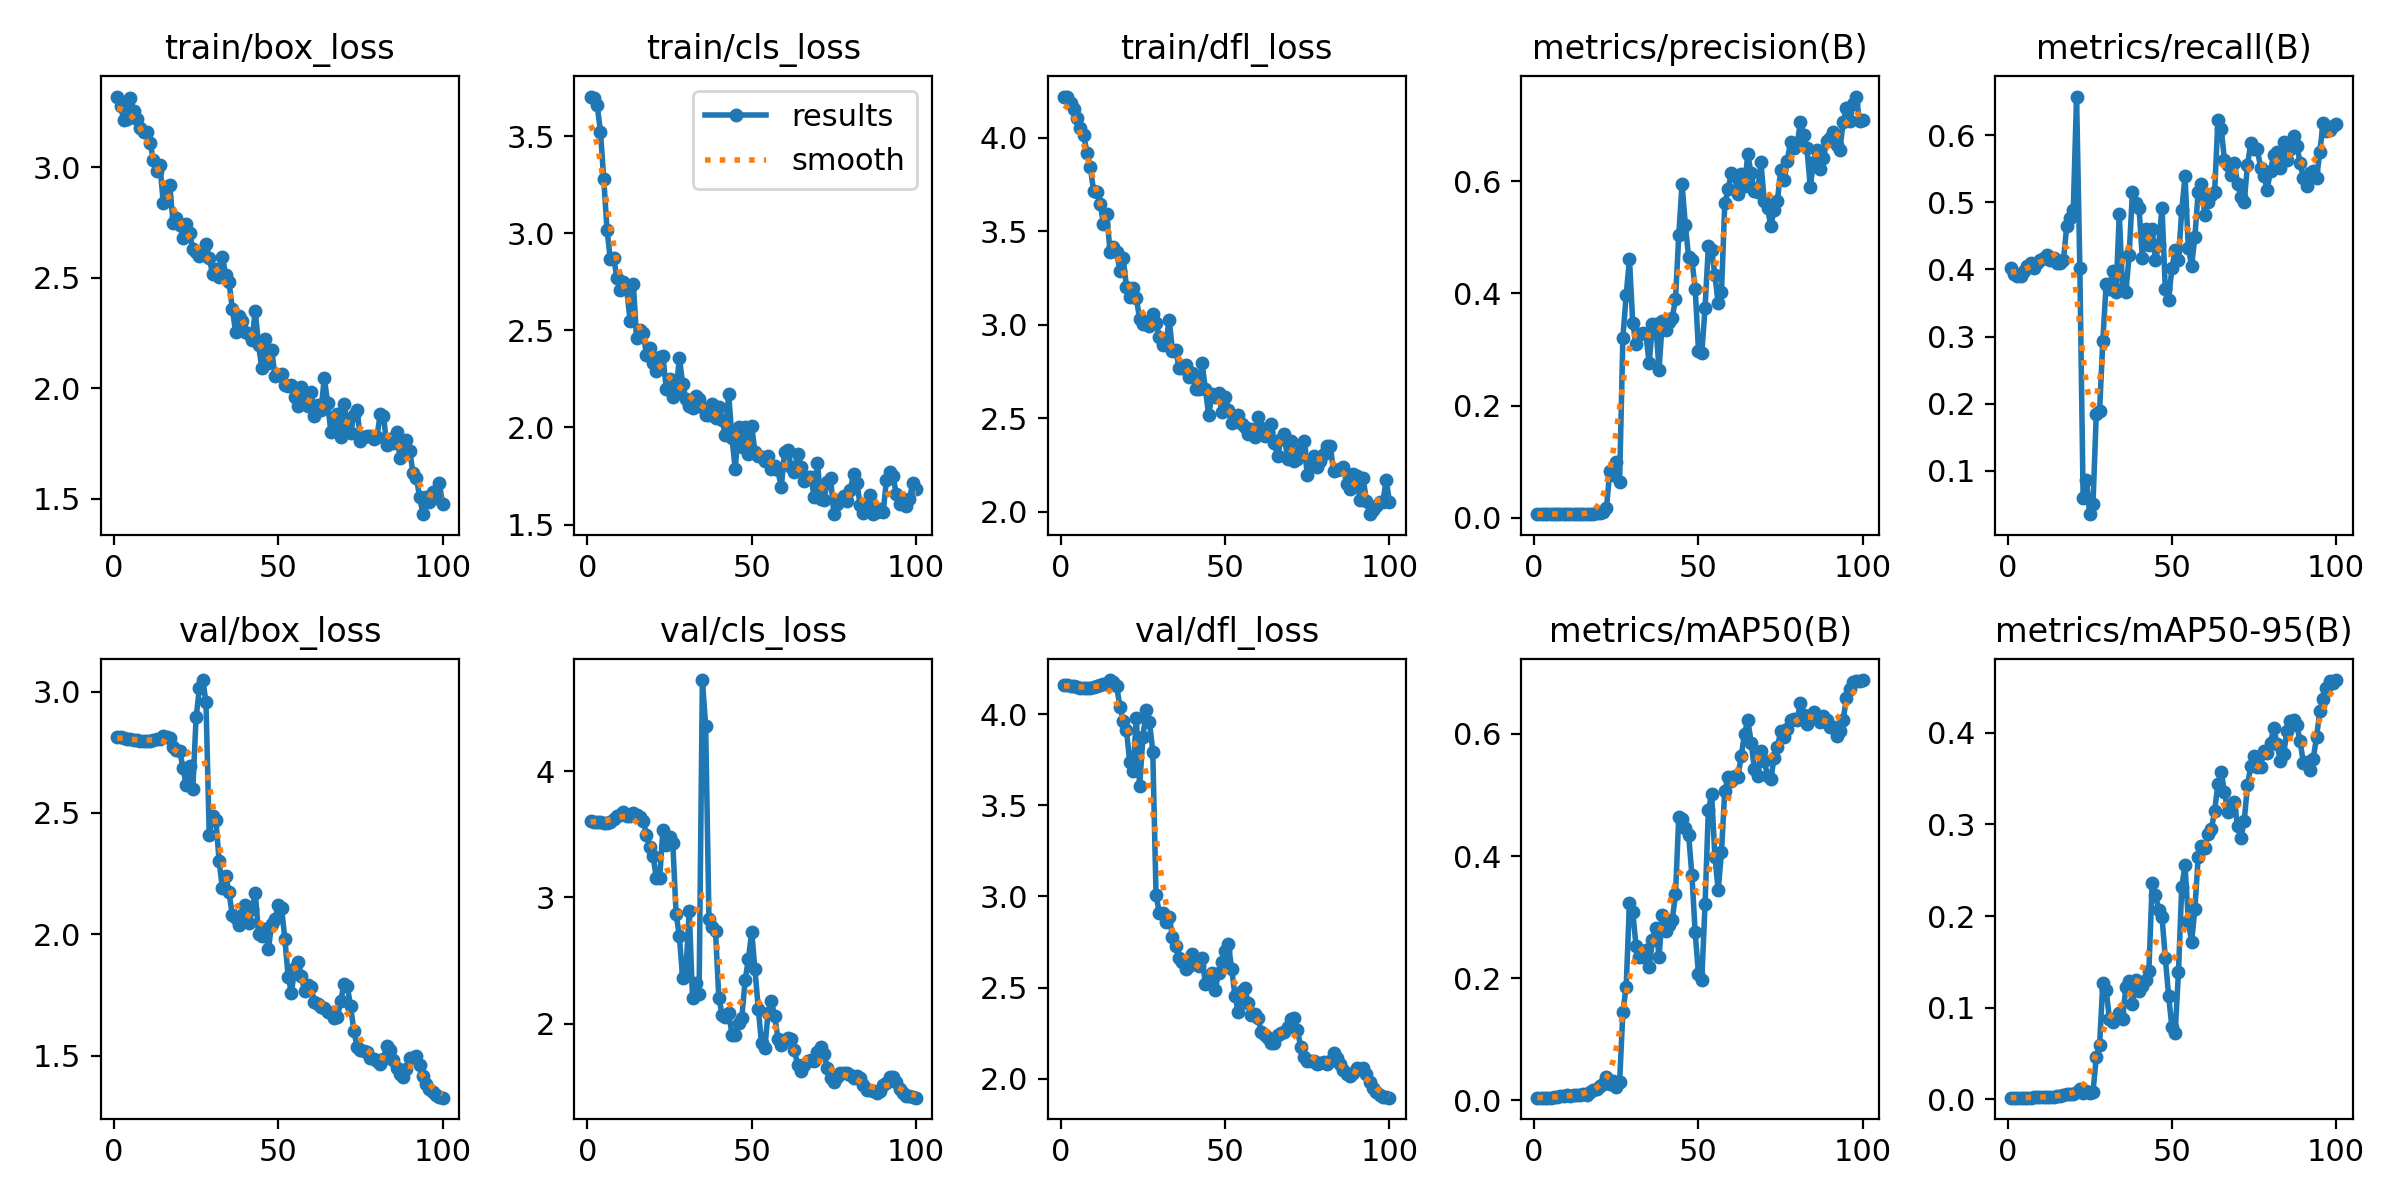 train/box_loss
3.0
2.5
2.0
1.5
0 50 100
train/cls_loss
results
smooth
3.5
3.0
2.5
2.0
1.5
0 50 100
train/dfl_loss
4.0
3.5
3.0
2.5
2.0
0 50 100
metrics/precision(B)
0.6
0.4
0.2
0.0
0 50 100
metrics/recall(B)
0.6
0.5
0.4
0.3
0.2
0.1
0 50 100
val/box_loss
3.0
2.5
2.0
1.5
0 50 100
val/cls_loss
4
3
2
0 50 100
val/dfl_loss
4.0
3.5
3.0
2.5
2.0
0 50 100
metrics/mAP50(B)
0.6
0.4
0.2
0.0
0 50 100
metrics/mAP50-95(B)
0.4
0.3
0.2
0.1
0.0
0 50 100